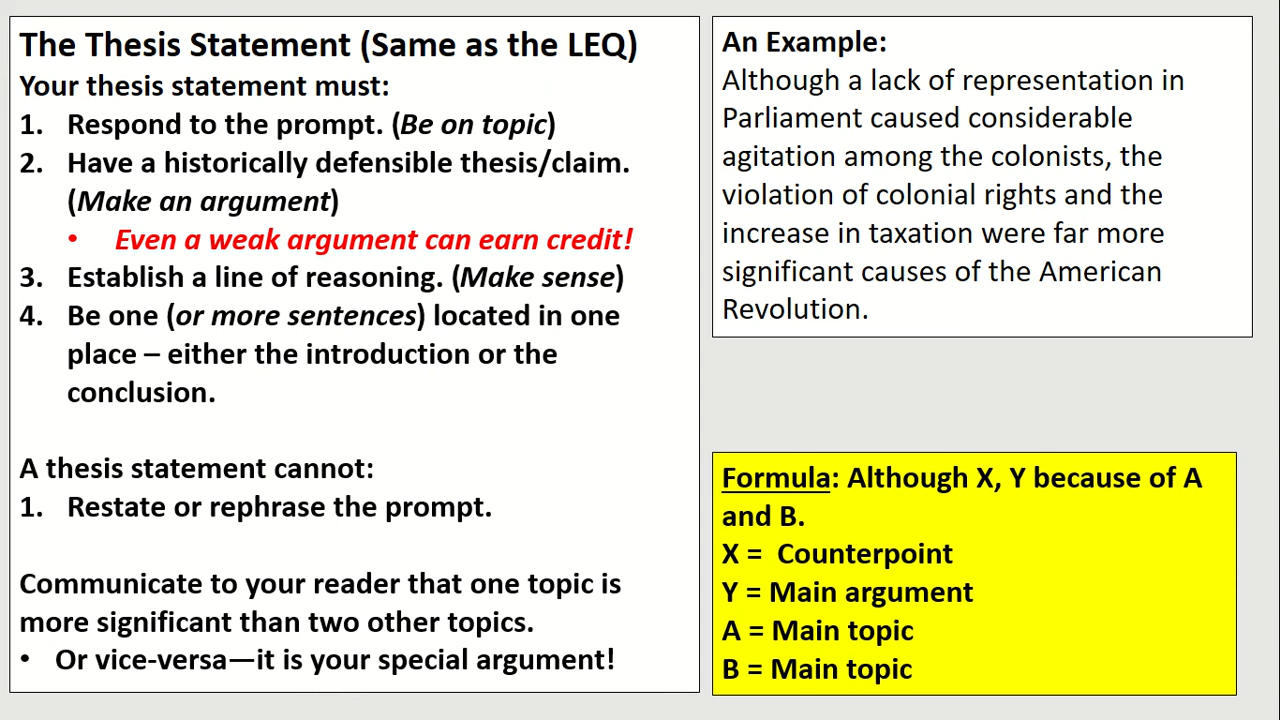 The Thesis Statement (Same as the LEQ)
Your thesis statement must:
1. Respond to the prompt. (Be on topic)
2. Have a historically defensible thesis/claim.
(Make an argument)
• Even a weak argument can earn credit!
3. Establish a line of reasoning. (Make sense)
4. Be one (or more sentences) located in one
place – either the introduction or the
conclusion.
A thesis statement cannot:
1. Restate or rephrase the prompt.
Communicate to your reader that one topic is
more significant than two other topics.
• Or vice-versa—it is your special argument!
An Example:
Although a lack of representation in
Parliament caused considerable
agitation among the colonists, the
violation of colonial rights and the
increase in taxation were far more
significant causes of the American
Revolution.
Formula: Although X, Y because of A
and B.
X = Counterpoint
Y = Main argument
A = Main topic
B = Main topic